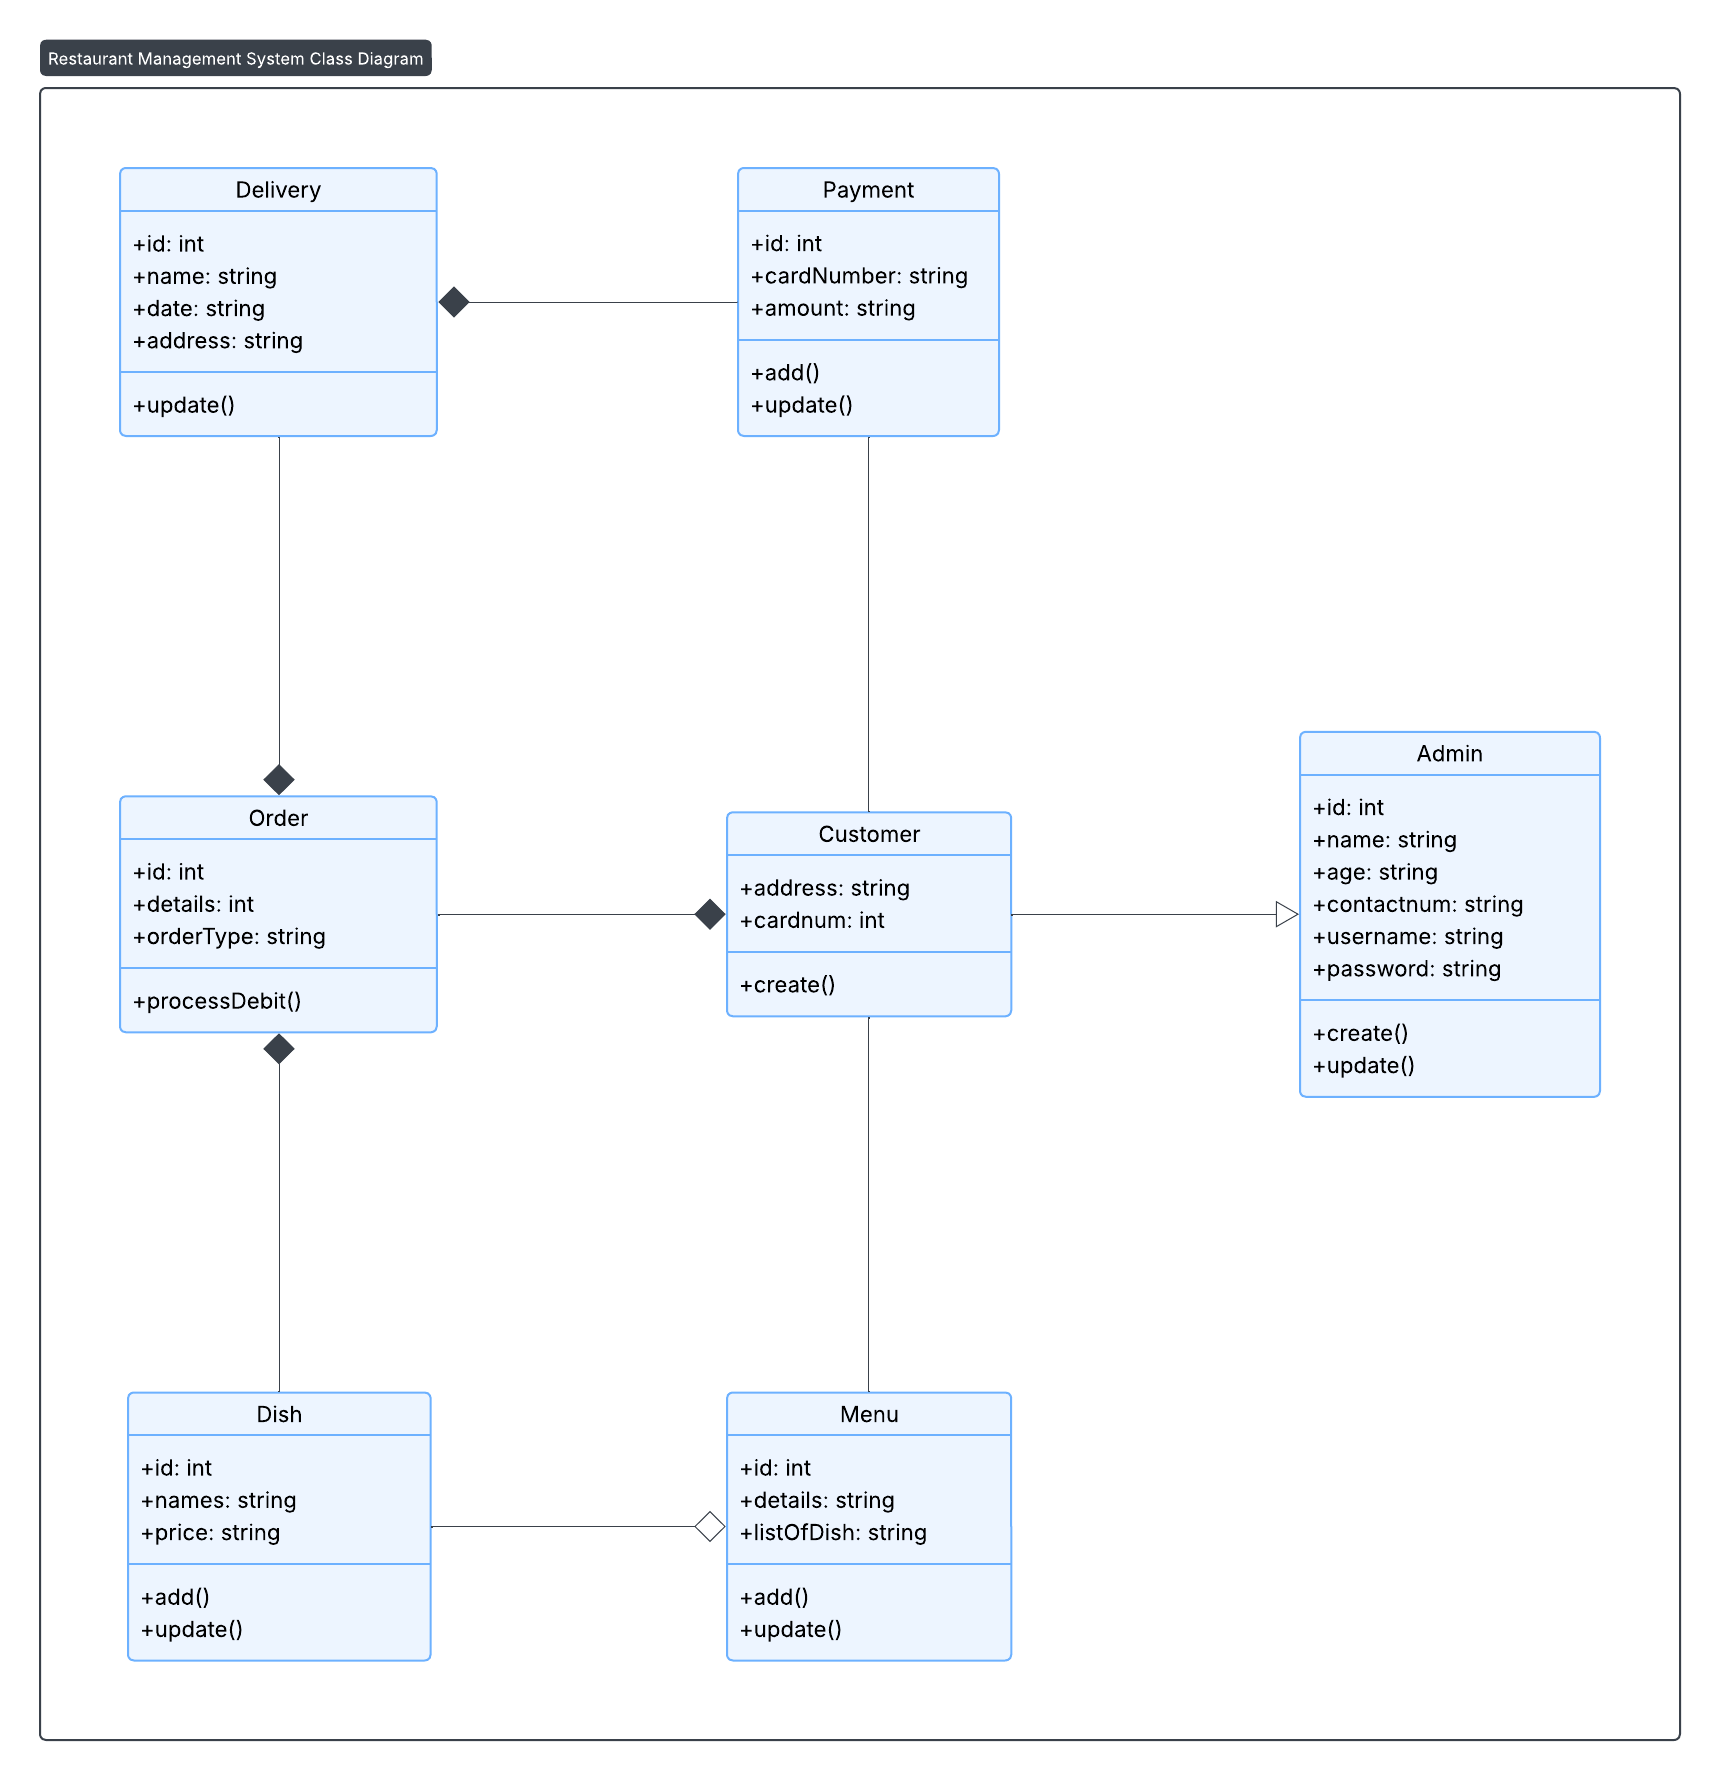 Restaurant Management System Class Diagram
Delivery
+id: int
+name: string
+date: string
+address: string
+update()
Payment
+id: int
+cardNumber: string
+amount: string
+add()
+update()
Order
+id: int
+details: int
+orderType: string
+processDebit()
Customer
+address: string
+cardnum: int
+create()
Admin
+id: int
+name: string
+age: string
+contactnum: string
+username: string
+password: string
+create()
+update()
Dish
+id: int
+names: string
+price: string
+add()
+update()
Menu
+id: int
+details: string
+listOfDish: string
+add()
+update()